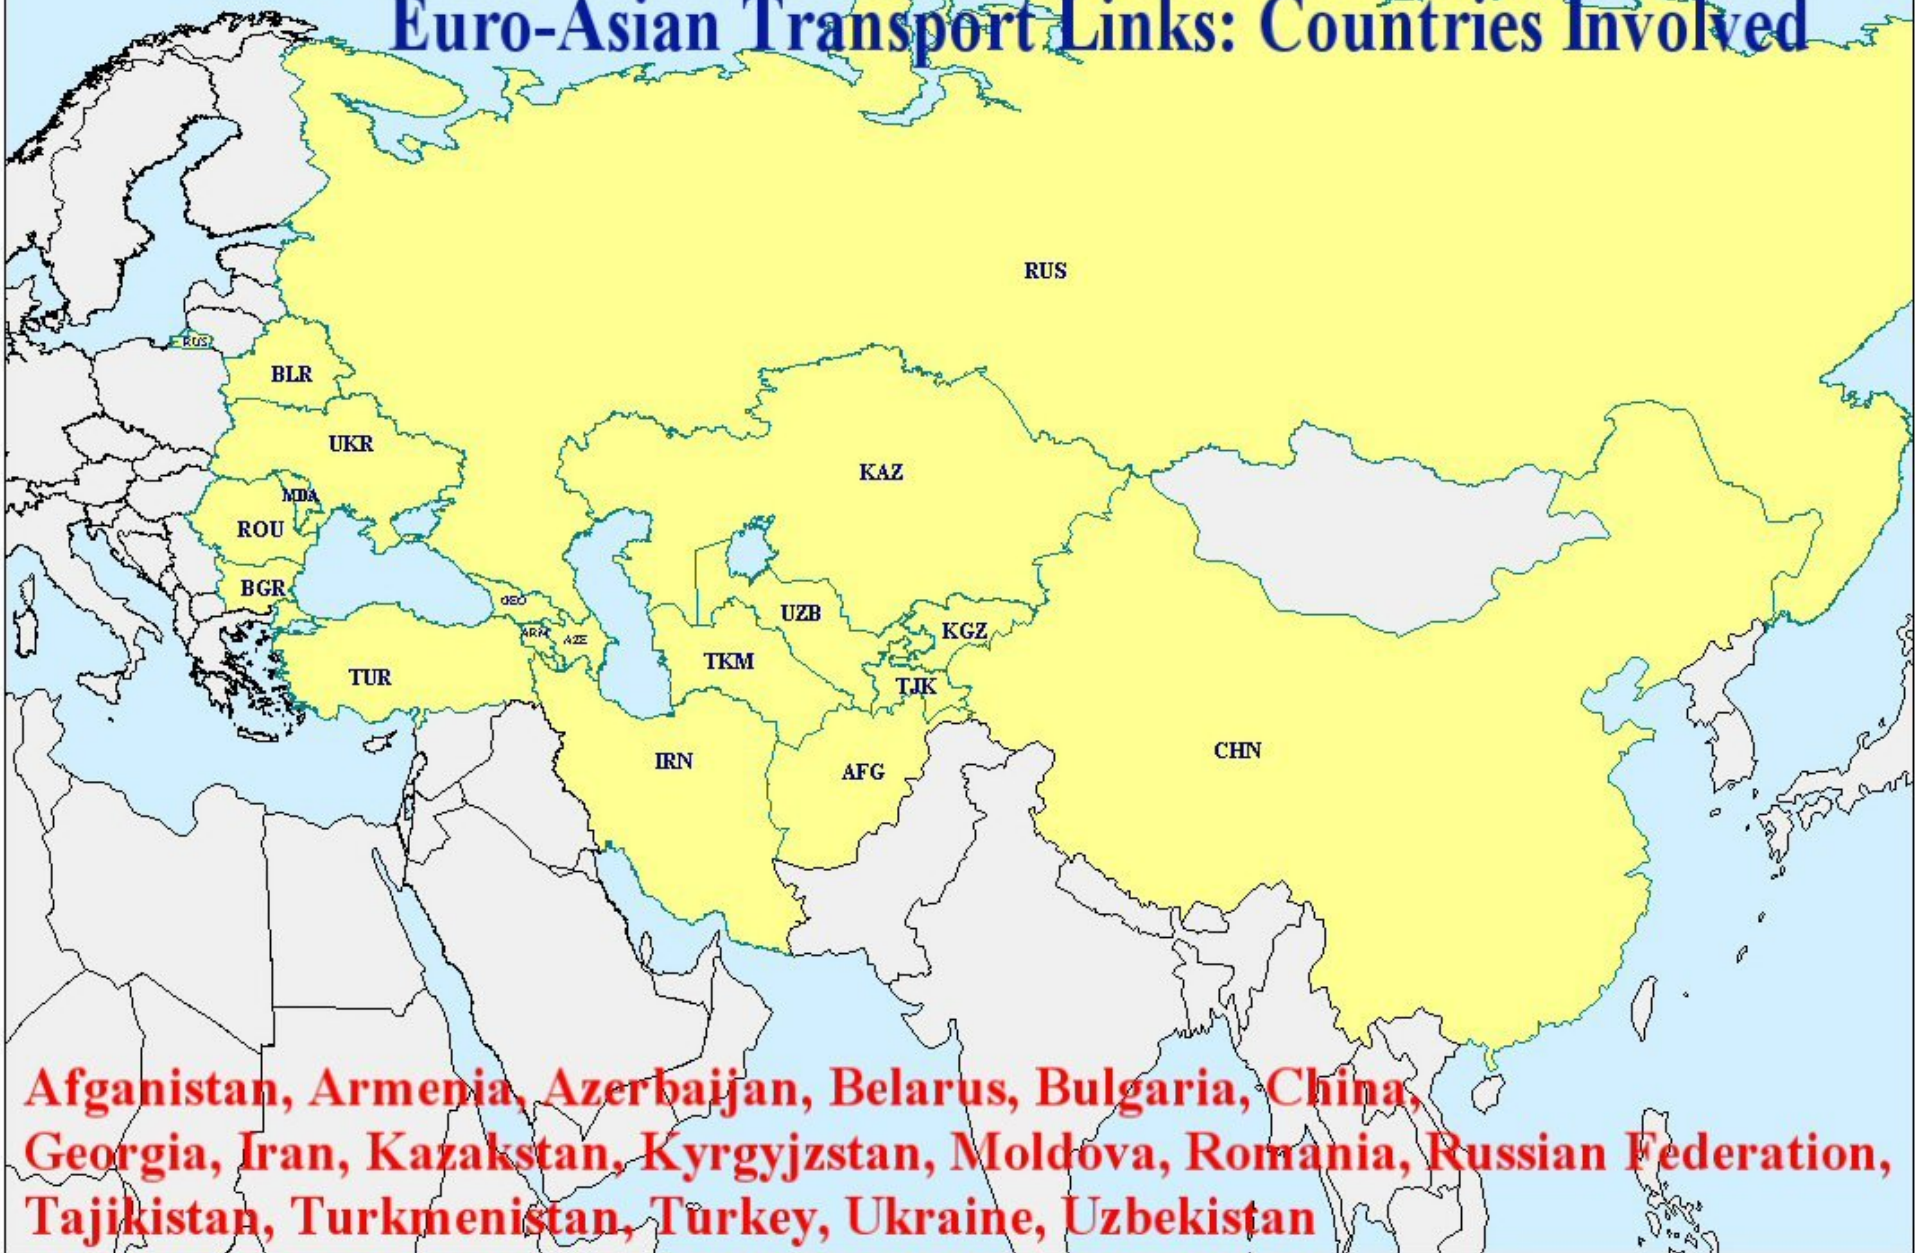 Euro-Asian Transport Links: Countries Involved
RUS
RUS
BLR
UKR
KAZ
MDA
ROU
BGR
GEO
UZB
ARM
AZE
KGZ
TKM
TUR
TJK
IRN
AFG
CHN
Afganistan, Armenia, Azerbaijan, Belarus, Bulgaria, China,
Georgia, Iran, Kazakstan, Kyrgyjzstan, Moldova, Romania, Russian Federation,
Tajikistan, Turkmenistan, Turkey, Ukraine, Uzbekistan